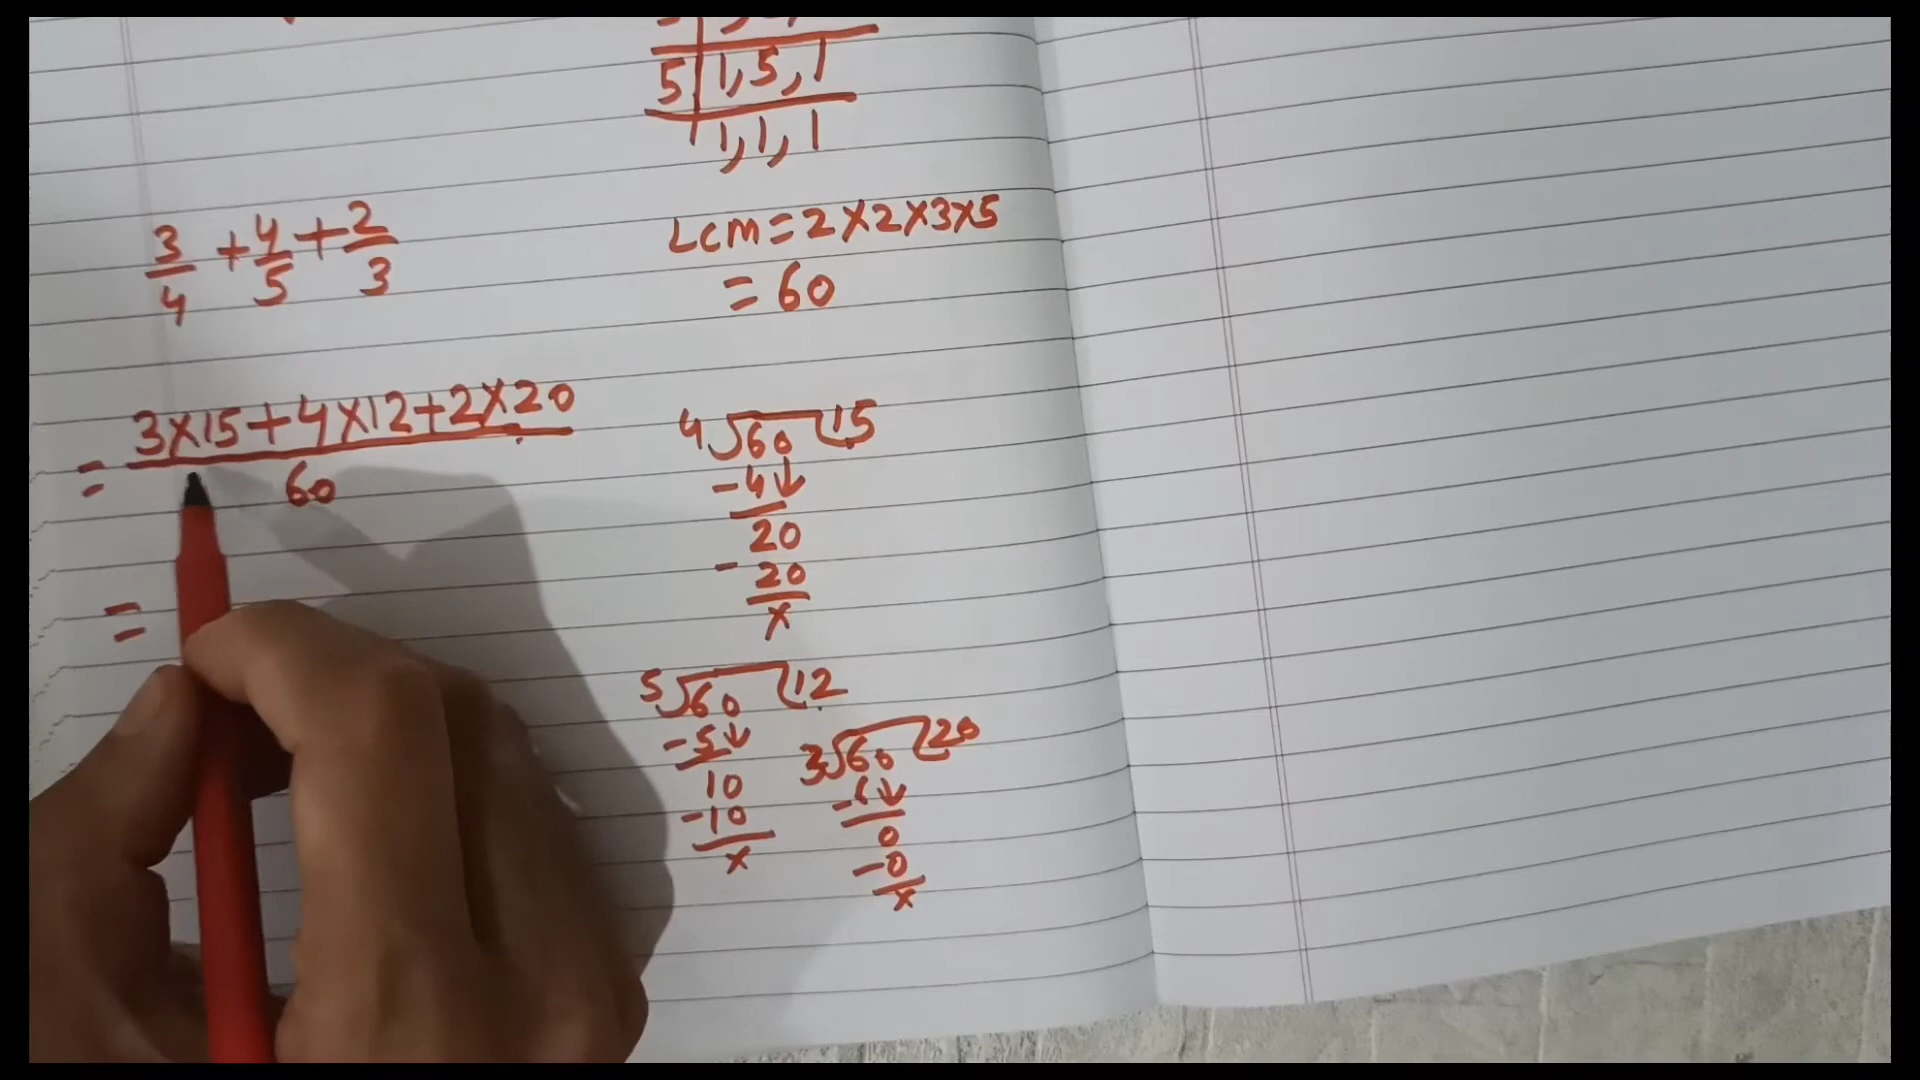 5 | 1, 5, 1
1, 1, 1
3/4 + 4/5 + 2/3
LCM = 2 × 2 × 3 × 5
= 60
= 3×15+4×12+2×20 / 60
=
4 √60 15
-4↓
20
- 20
x
5 √60 12
-5↓
10
-10
x
3 √60 20
-6↓
0
-0
x